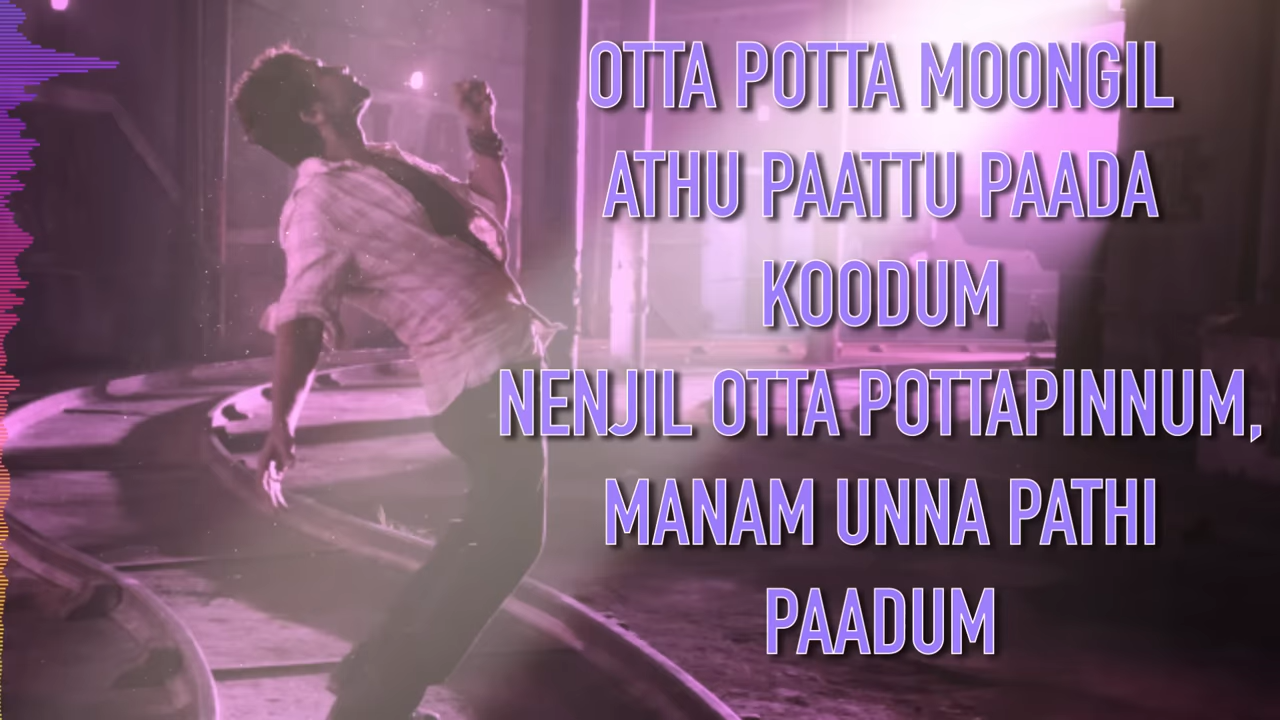 OTTA POTTA MOONGIL
ATHU PAATTU PAADA
KOODUM
NENJIL OTTA POTTAPINNUM,
MANAM UNNA PATHI
PAADUM